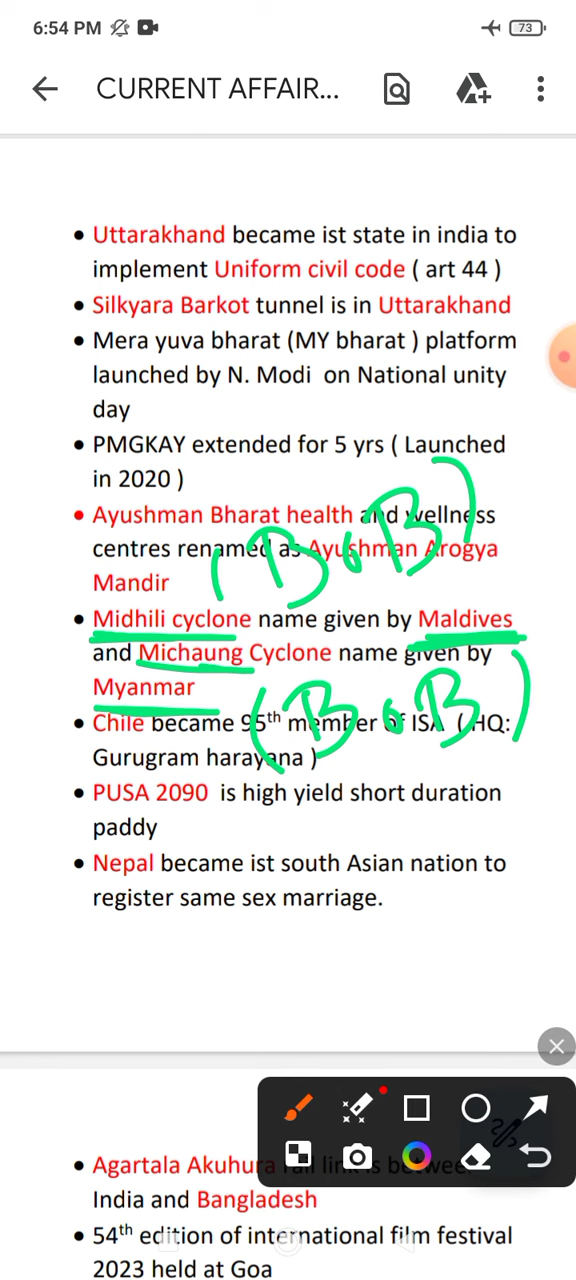 6:54 PM
73
CURRENT AFFAIR...
• Uttarakhand became ist state in india to
implement Uniform civil code ( art 44 )
• Silkyara Barkot tunnel is in Uttarakhand
• Mera yuva bharat (MY bharat ) platform
launched by N. Modi on National unity
day
• PMGKAY extended for 5 yrs ( Launched
in 2020 )
• Ayushman Bharat health and wellness
centres renamed as Ayushman Arogya
Mandir
(BoB)
• Midhili cyclone name given by Maldives
and Michaung Cyclone name given by
Myanmar
(BoB)
• Chile became 95th member of ISA ( HQ:
Gurugram harayana )
• PUSA 2090 is high yield short duration
paddy
• Nepal became ist south Asian nation to
register same sex marriage.
• Agartala Akuhura
India and Bangladesh
• 54th edition of international film festival
2023 held at Goa